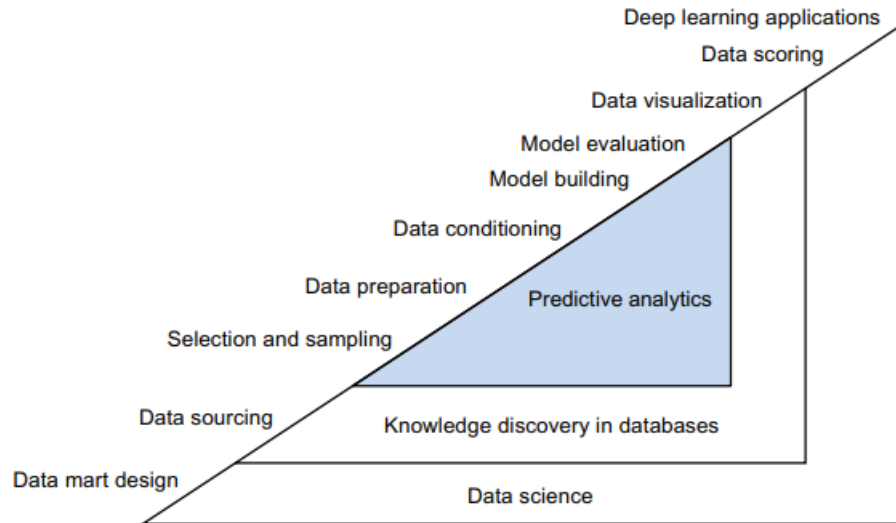 Deep learning applications
Data scoring
Data visualization
Model evaluation
Model building
Data conditioning
Data preparation
Predictive analytics
Selection and sampling
Data sourcing
Knowledge discovery in databases
Data mart design
Data science